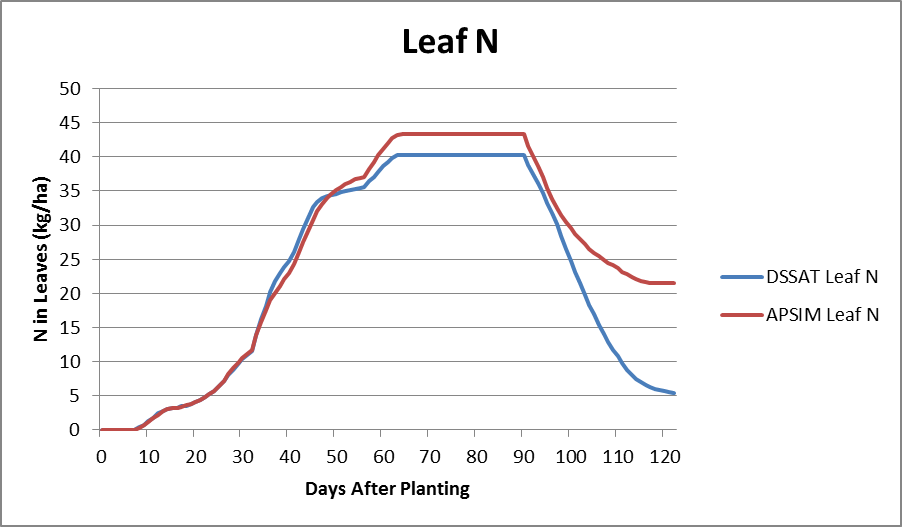 Leaf N
50
45
40
35
30
25
20
15
10
5
0
N in Leaves (kg/ha)
0 10 20 30 40 50 60 70 80 90 100 110 120
Days After Planting
DSSAT Leaf N
APSIM Leaf N